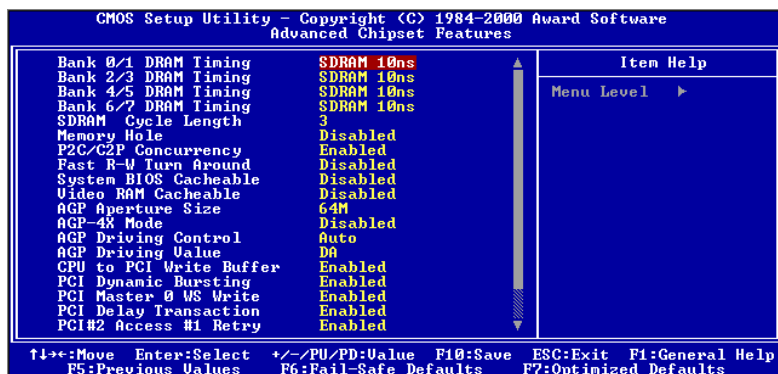 CMOS Setup Utility - Copyright (C) 1984-2000 Award Software
Advanced Chipset Features
Bank 0/1 DRAM Timing SDRAM 10ns
Bank 2/3 DRAM Timing SDRAM 10ns
Bank 4/5 DRAM Timing SDRAM 10ns
Bank 6/7 DRAM Timing SDRAM 10ns
SDRAM Cycle Length 3
Memory Hole Disabled
P2C/C2P Concurrency Enabled
Fast R-W Turn Around Disabled
System BIOS Cacheable Disabled
Video RAM Cacheable Disabled
AGP Aperture Size 64M
AGP-4X Mode Disabled
AGP Driving Control Auto
AGP Driving Value DA
CPU to PCI Write Buffer Enabled
PCI Dynamic Bursting Enabled
PCI Master 0 WS Write Enabled
PCI Delay Transaction Enabled
PCI#2 Access #1 Retry Enabled
Item Help
Menu Level ►
↑↓→←:Move Enter:Select +/-/PU/PD:Value F10:Save ESC:Exit F1:General Help
F5:Previous Values F6:Fail-Safe Defaults F7:Optimized Defaults